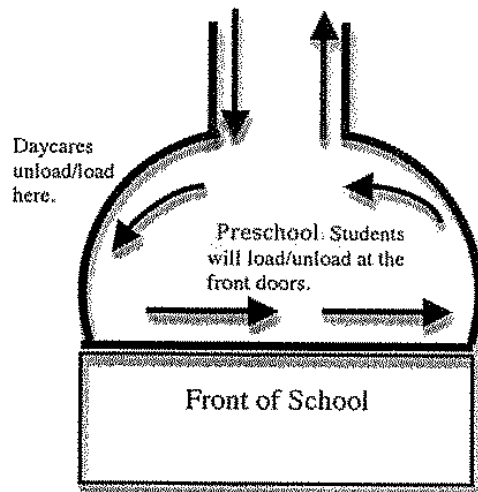 Daycares
unload/load
here.
Preschool Students
will load/unload at the
front doors.
Front of School